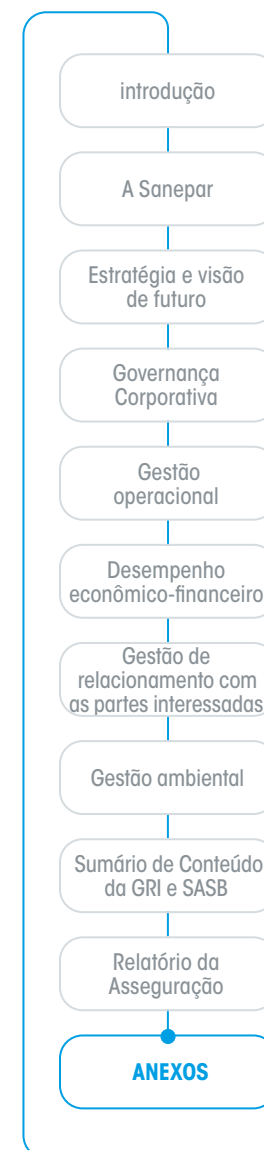 introdução
A Sanepar
Estratégia e visão
de futuro
Governança
Corporativa
Gestão
operacional
Desempenho
econômico-financeiro
Gestão de
relacionamento com
as partes interessadas
Gestão ambiental
Sumário de Conteúdo
da GRI e SASB
Relatório da
Asseguração
ANEXOS